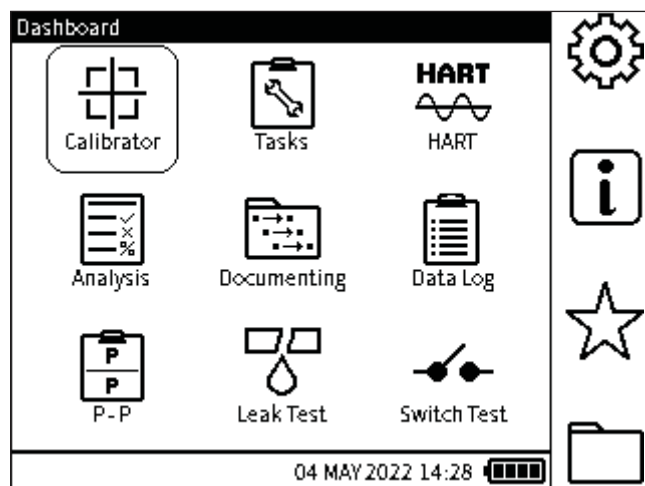 Dashboard
Calibrator
Tasks
HART
HART
Analysis
%
Documenting
Data Log
P
P
P-P
Leak Test
Switch Test
i
04 MAY 2022 14:28